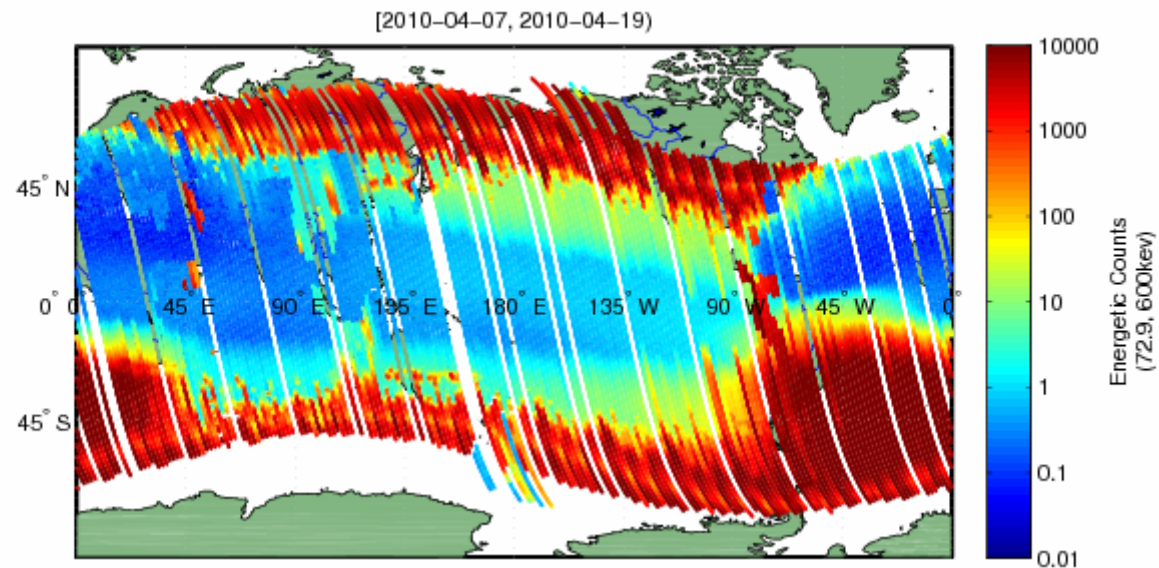 [2010−04−07, 2010−04−19)
10000
1000
100
10
1
0.1
0.01
Energetic Counts
(72.9, 600kev)
45° N
0°
45° S
0°
45° E
90° E
135° E
180° E
135° W
90° W
45° W
0°